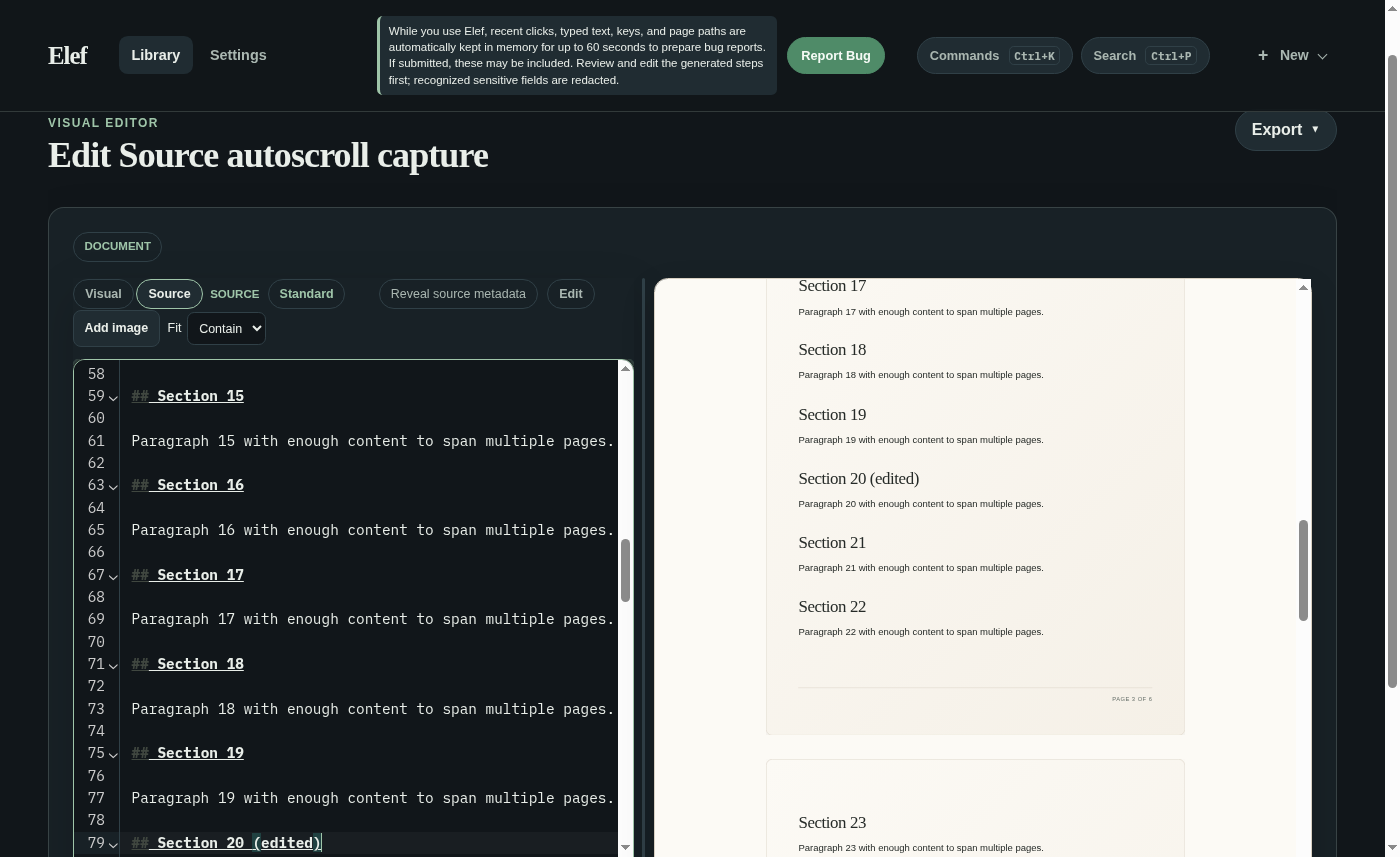 Elef
Library
Settings
While you use Elef, recent clicks, typed text, keys, and page paths are
automatically kept in memory for up to 60 seconds to prepare bug reports.
If submitted, these may be included. Review and edit the generated steps
first; recognized sensitive fields are redacted.
Report Bug
Commands Ctrl+K
Search Ctrl+P
+ New
VISUAL EDITOR
Edit Source autoscroll capture
Export ▼
DOCUMENT
Visual
Source
SOURCE
Standard
Reveal source metadata
Edit
Add image
Fit
Contain
58
59 ## Section 15
60
61 Paragraph 15 with enough content to span multiple pages.
62
63 ## Section 16
64
65 Paragraph 16 with enough content to span multiple pages.
66
67 ## Section 17
68
69 Paragraph 17 with enough content to span multiple pages.
70
71 ## Section 18
72
73 Paragraph 18 with enough content to span multiple pages.
74
75 ## Section 19
76
77 Paragraph 19 with enough content to span multiple pages.
78
79 ## Section 20 (edited)
Section 17
Paragraph 17 with enough content to span multiple pages.
Section 18
Paragraph 18 with enough content to span multiple pages.
Section 19
Paragraph 19 with enough content to span multiple pages.
Section 20 (edited)
Paragraph 20 with enough content to span multiple pages.
Section 21
Paragraph 21 with enough content to span multiple pages.
Section 22
Paragraph 22 with enough content to span multiple pages.
PAGE 3 OF 6
Section 23
Paragraph 23 with enough content to span multiple pages.